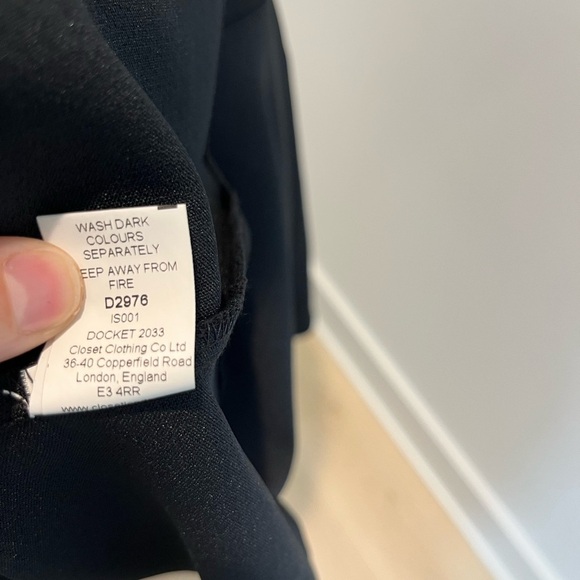 WASH DARK
COLOURS
SEPARATELY
EEP AWAY FROM
FIRE
D2976
IS001
DOCKET 2033
Closet Clothing Co Ltd
36-40 Copperfield Road
London, England
E3 4RR